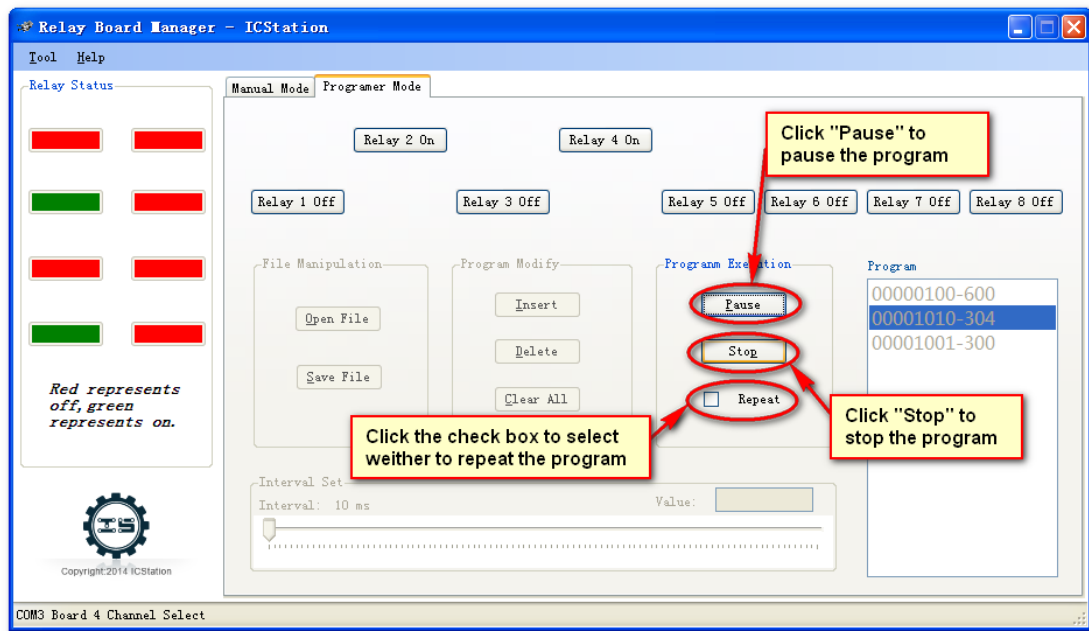 Relay Board Manager - ICStation
Tool Help
Relay Status
Manual Mode Programer Mode
Relay 2 On Relay 4 On
Click "Pause" to
pause the program
Relay 1 Off Relay 3 Off Relay 5 Off Relay 6 Off Relay 7 Off Relay 8 Off
File Manipulation
Open File
Save File
Program Modify
Insert
Delete
Clear All
Pause
Stop
Repeat
Program
00000100-600
00001010-304
00001001-300
Red represents
off, green
represents on.
Click the check box to select
weither to repeat the program
Click "Stop" to
stop the program
Interval Set
Interval: 10 ms
Value:
IS
Copyright:2014 ICStation
COM3 Board 4 Channel Select